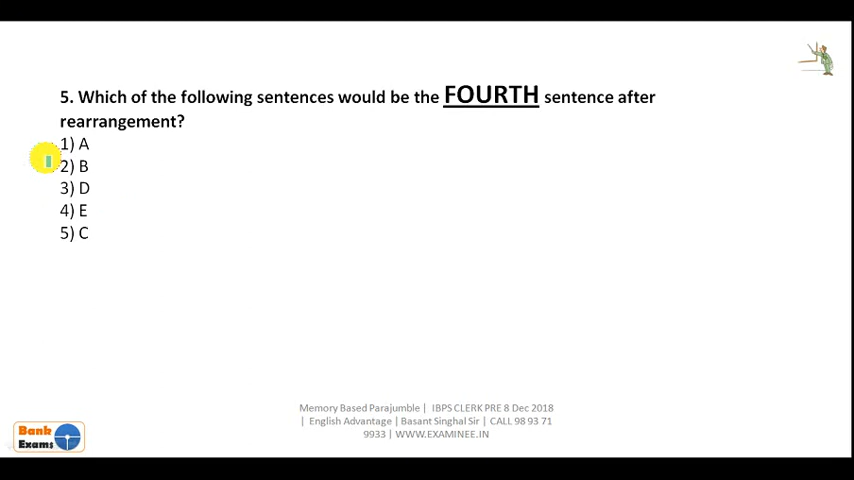 5. Which of the following sentences would be the FOURTH sentence after
rearrangement?
1) A
2) B
3) D
4) E
5) C
Memory Based Parajumble | IBPS CLERK PRE 8 Dec 2018
| English Advantage | Basant Singhal Sir | CALL 98 93 71
9933 | WWW.EXAMINEE.IN
Bank
Exams